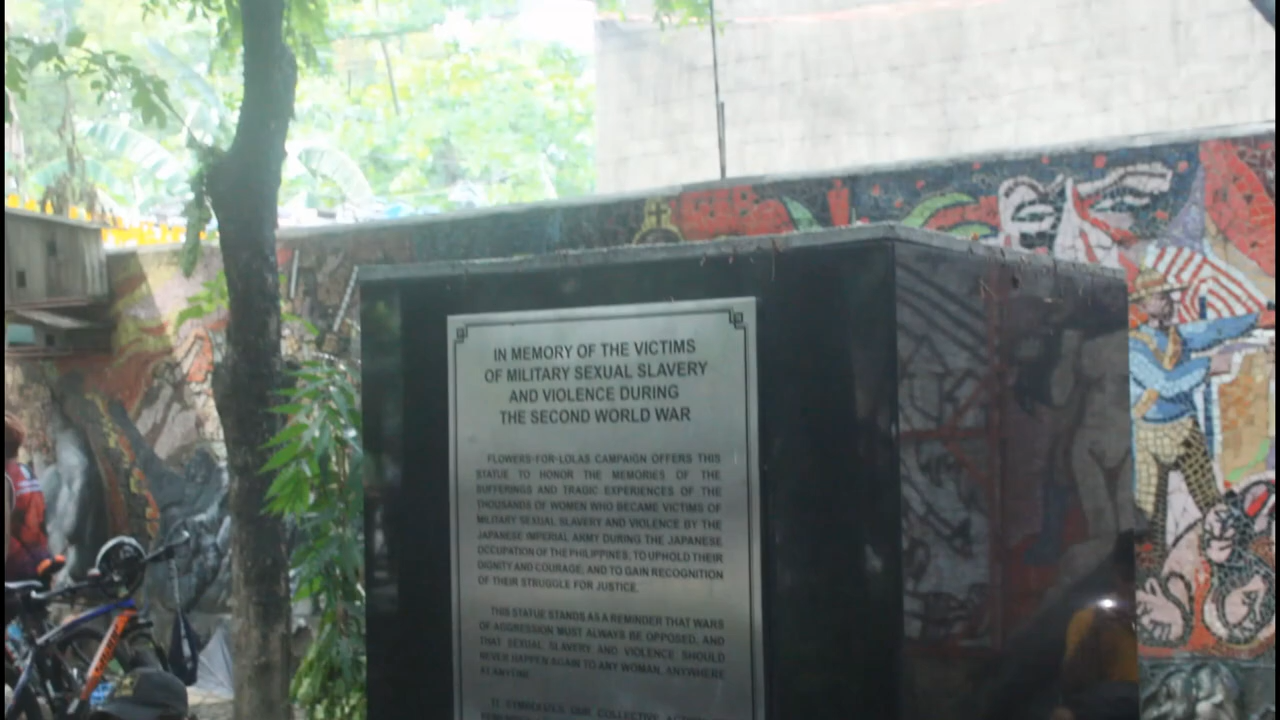 IN MEMORY OF THE VICTIMS
OF MILITARY SEXUAL SLAVERY
AND VIOLENCE DURING
THE SECOND WORLD WAR
FLOWERS-FOR-LOLAS CAMPAIGN OFFERS THIS
STATUE TO HONOR THE MEMORIES OF THE
SUFFERINGS AND TRAGIC EXPERIENCES OF THE
THOUSANDS OF WOMEN WHO BECAME VICTIMS OF
MILITARY SEXUAL SLAVERY AND VIOLENCE BY THE
JAPANESE IMPERIAL ARMY DURING THE JAPANESE
OCCUPATION OF THE PHILIPPINES, TO UPHOLD THEIR
DIGNITY AND COURAGE, AND TO GAIN RECOGNITION
OF THEIR STRUGGLE FOR JUSTICE.
THIS STATUE STANDS AS A REMINDER THAT WARS
OF AGGRESSION MUST ALWAYS BE OPPOSED, AND
THAT SEXUAL SLAVERY AND VIOLENCE SHOULD
NEVER HAPPEN AGAIN TO ANY WOMAN, ANYWHERE
IT SYMBOLIZES OUR COLLECTIVE